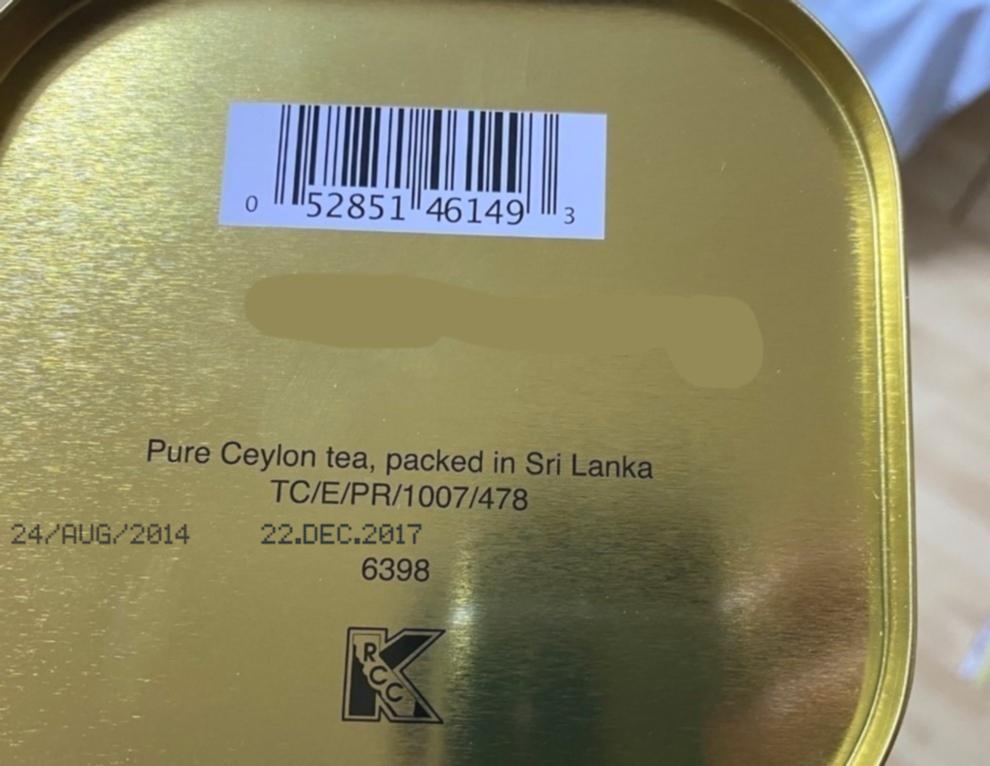 0 52851 46149 3
Pure Ceylon tea, packed in Sri Lanka
TC/E/PR/1007/478
24/AUG/2014 22.DEC.2017
6398
K
RCC